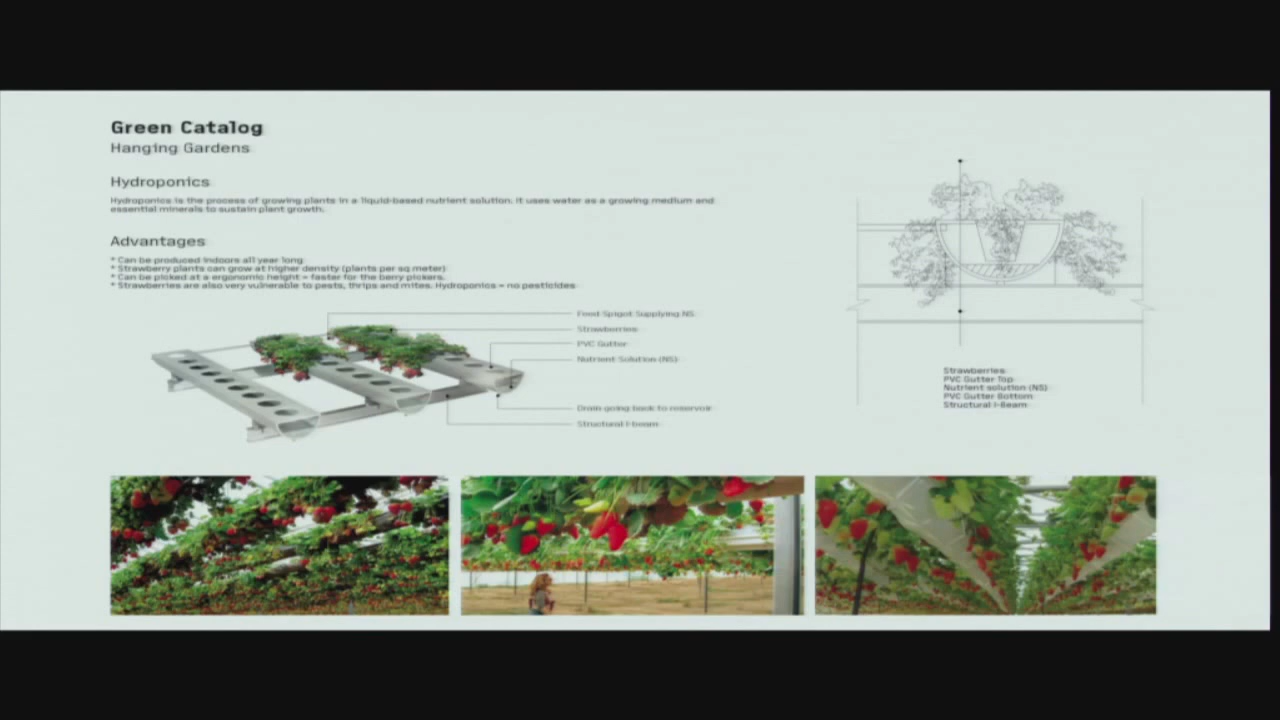 Green Catalog
Hanging Gardens
Hydroponics
Hydroponics is the process of growing plants in a liquid-based nutrient solution. It uses water as a growing medium and
essential minerals to sustain plant growth.
Advantages
* Can be produced indoors all year long
* Strawberry plants can grow at higher density (plants per sq meter)
* Can be picked at a ergonomic height = faster for the berry pickers.
* Strawberries are also very vulnerable to pests, thrips and mites. Hydroponics = no pesticides
Feed Spigot Supplying NS
Strawberries
PVC Gutter
Nutrient Solution (NS)
Drain going back to reservoir
Structural I-beam
Strawberries
PVC Gutter Top
Nutrient solution (NS)
PVC Gutter Bottom
Structural I-Beam